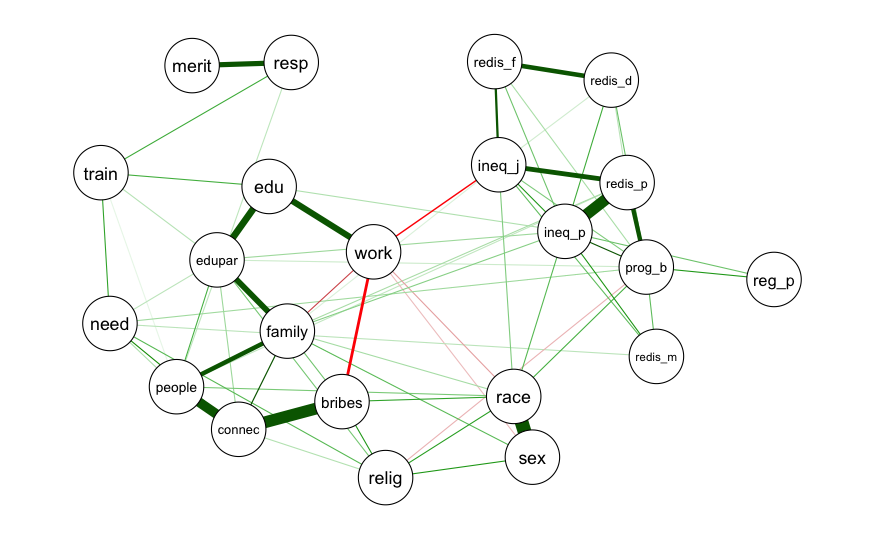 merit
resp
redis_f
redis_d
train
edu
ineq_j
redis_p
edupar
work
ineq_p
prog_b
reg_p
need
family
redis_m
people
connec
bribes
race
relig
sex